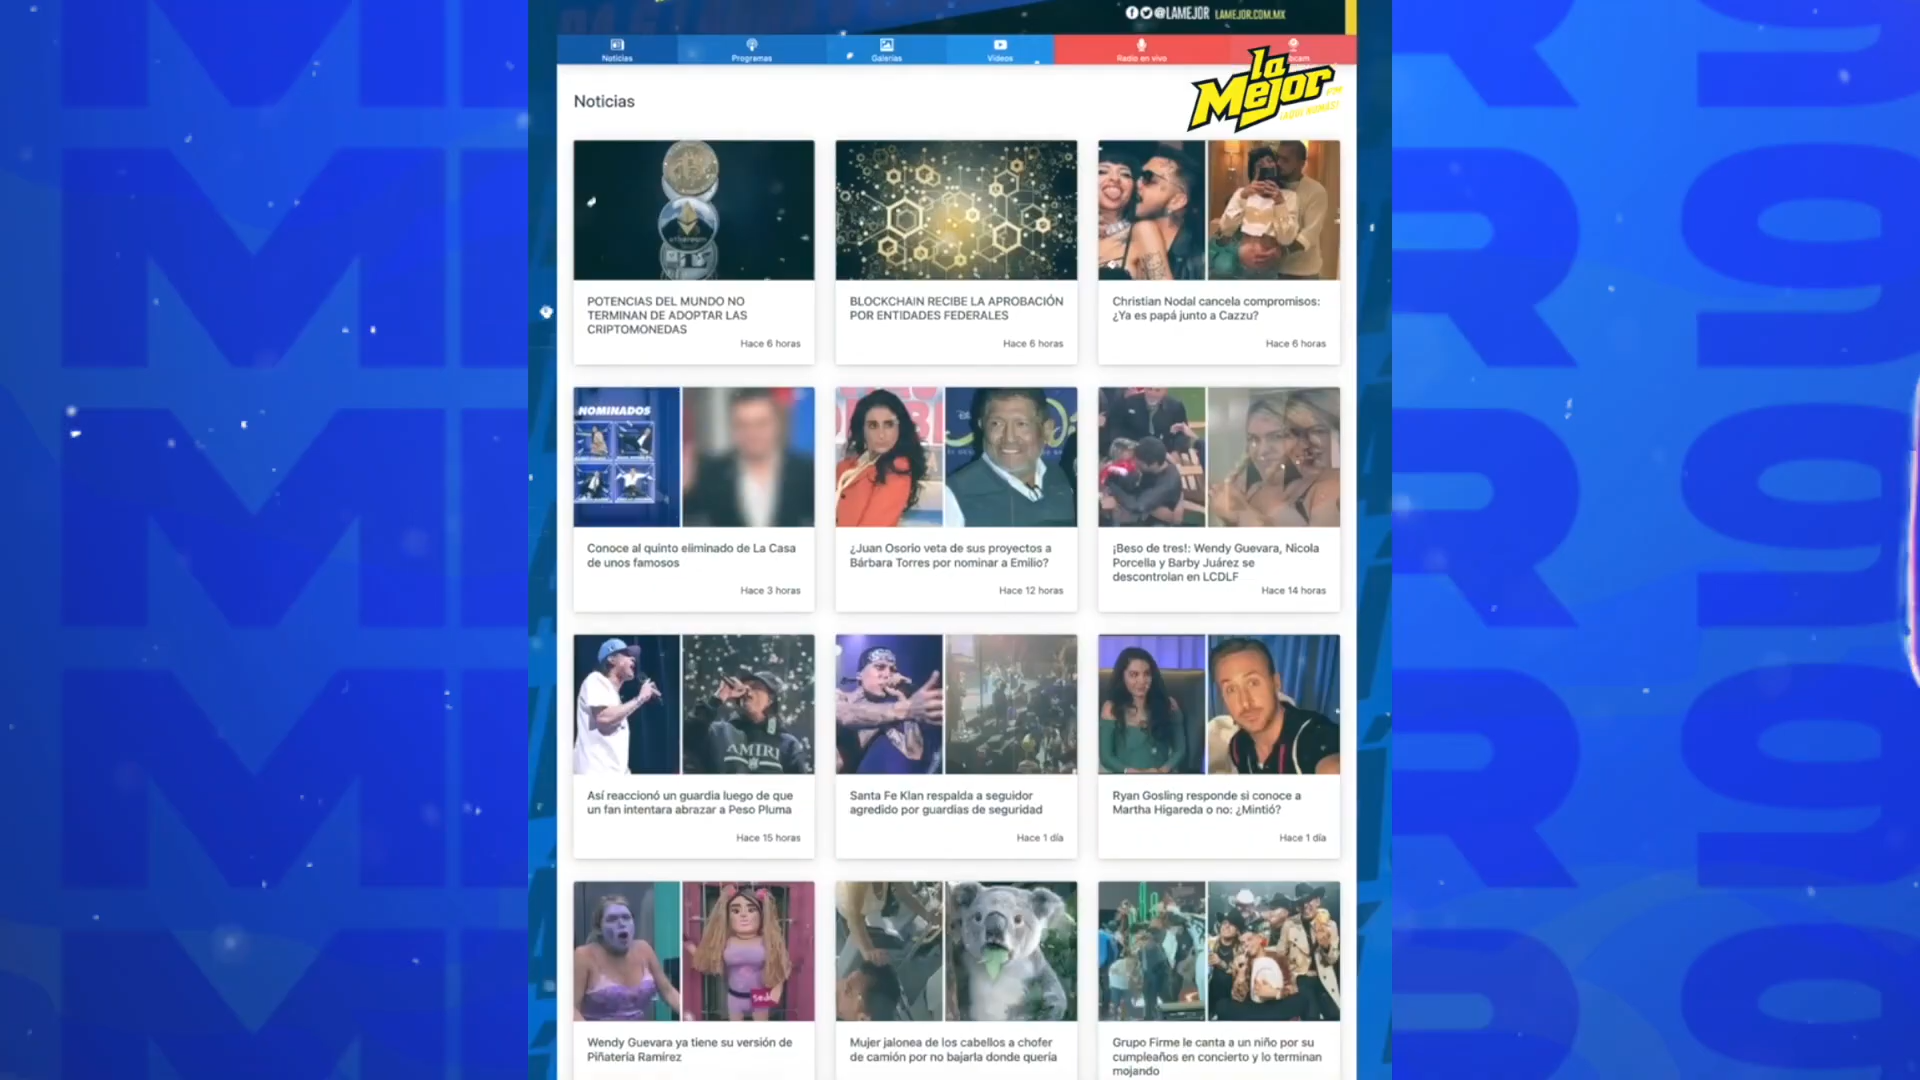 @LAMEJOR LAMEJOR.COM.MX
Noticias
Programas
Galerías
Videos
Radio en vivo
la
Mejor
FM
¡AQUÍ NOMÁS!
Noticias
POTENCIAS DEL MUNDO NO
TERMINAN DE ADOPTAR LAS
CRIPTOMONEDAS
Hace 6 horas
BLOCKCHAIN RECIBE LA APROBACIÓN
POR ENTIDADES FEDERALES
Hace 6 horas
Christian Nodal cancela compromisos:
¿Ya es papá junto a Cazzu?
Hace 6 horas
NOMINADOS
Conoce al quinto eliminado de La Casa
de unos famosos
Hace 3 horas
¿Juan Osorio veta de sus proyectos a
Bárbara Torres por nominar a Emilio?
Hace 12 horas
¡Beso de tres!: Wendy Guevara, Nicola
Porcella y Barby Juárez se
descontrolan en LCDLF
Hace 14 horas
AMIRI
Así reaccionó un guardia luego de que
un fan intentara abrazar a Peso Pluma
Hace 15 horas
Santa Fe Klan respalda a seguidor
agredido por guardias de seguridad
Hace 1 día
Ryan Gosling responde si conoce a
Martha Higareda o no: ¿Mintió?
Hace 1 día
Wendy Guevara ya tiene su versión de
Piñatería Ramírez
Mujer jalonea de los cabellos a chofer
de camión por no bajarla donde quería
Grupo Firme le canta a un niño por su
cumpleaños en concierto y lo terminan
mojando